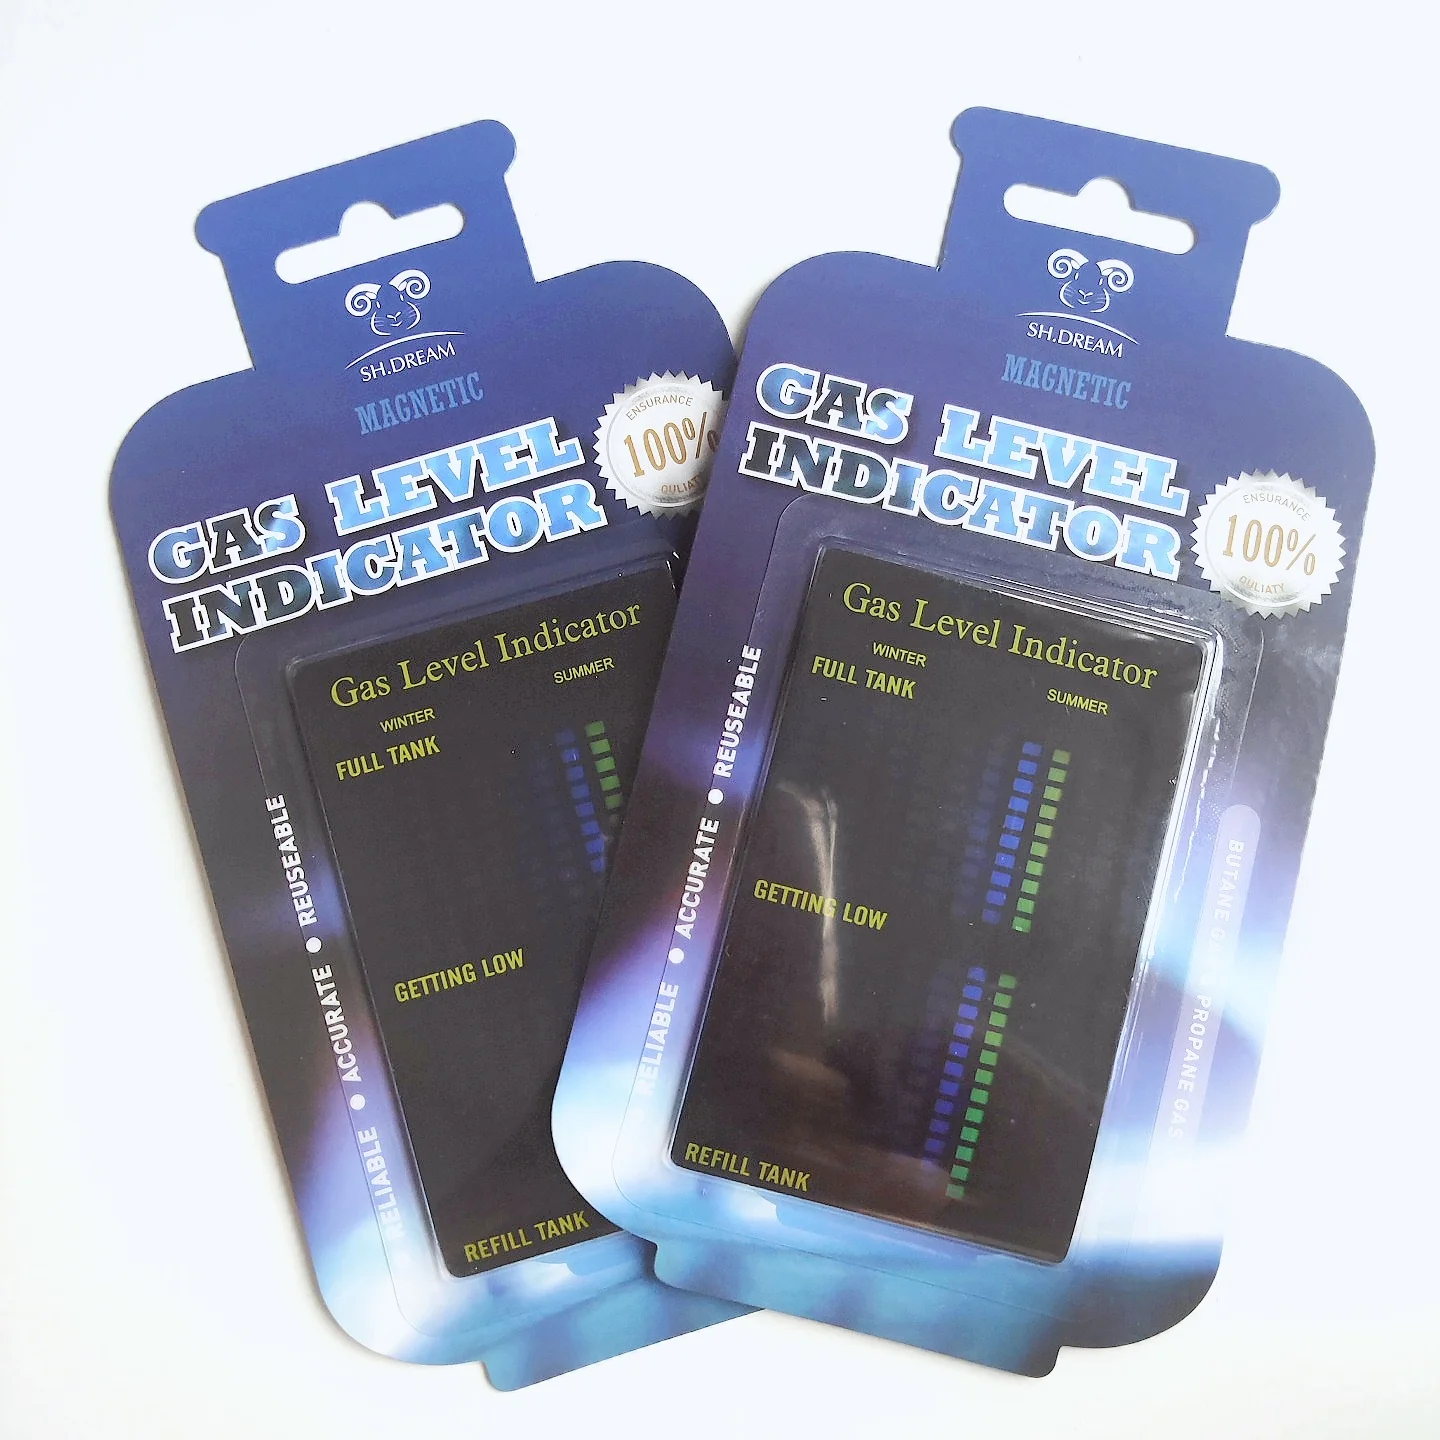 SH.DREAM
MAGNETIC
GAS LEVEL
INDICATOR
ENSURANCE
100%
QULIATY
Gas Level Indicator
SUMMER
WINTER
FULL TANK
GETTING LOW
REFILL TANK
RELIABLE ● ACCURATE ● REUSEABLE
SH.DREAM
MAGNETIC
GAS LEVEL
INDICATOR
ENSURANCE
100%
QULIATY
Gas Level Indicator
WINTER
SUMMER
FULL TANK
GETTING LOW
REFILL TANK
RELIABLE ● ACCURATE ● REUSEABLE
BUTANE GAS PROPANE GAS